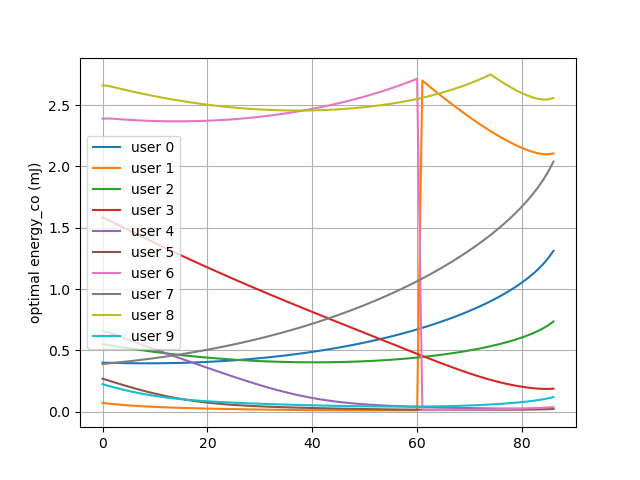 optimal energy_co (mJ)
2.5
2.0
1.5
1.0
0.5
0.0
user 0
user 1
user 2
user 3
user 4
user 5
user 6
user 7
user 8
user 9
0 20 40 60 80